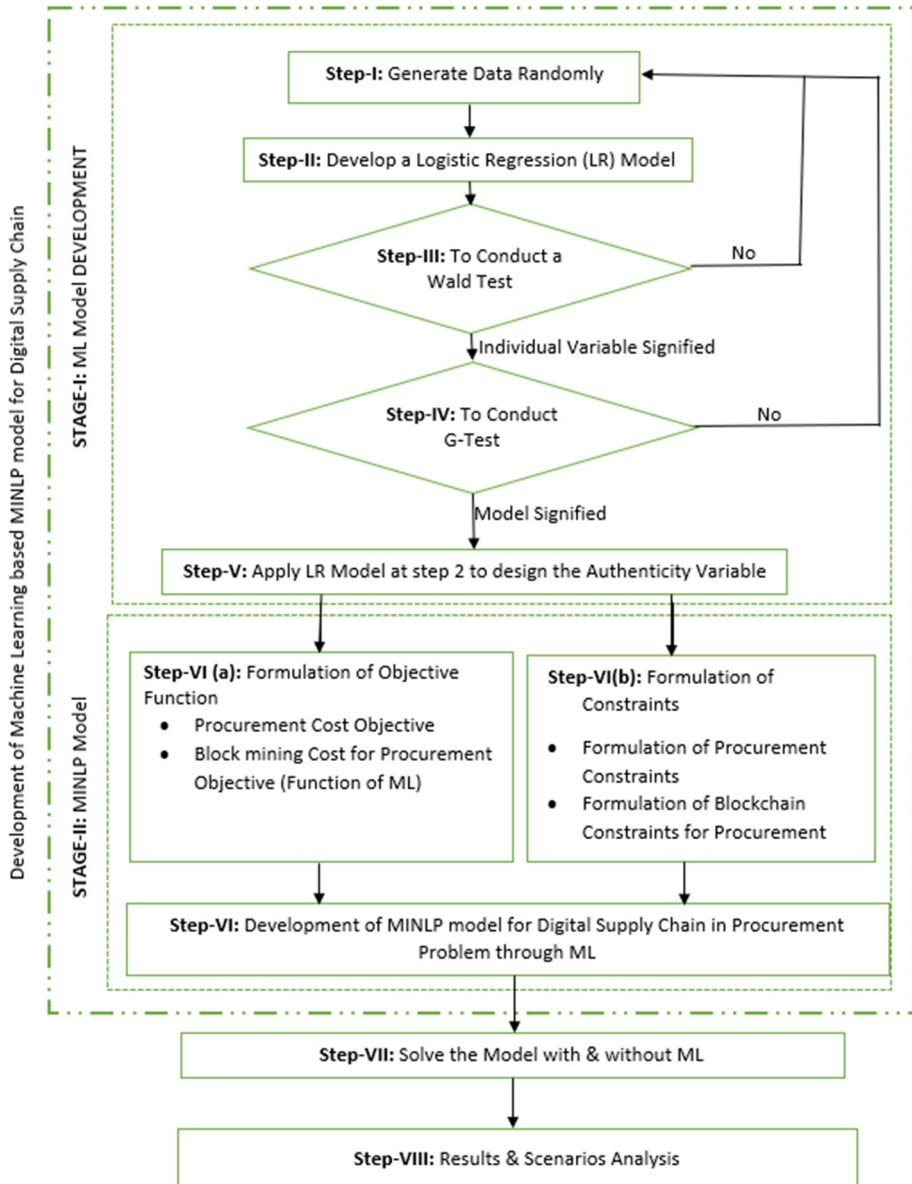 Development of Machine Learning based MINLP model for Digital Supply Chain
STAGE-I: ML Model DEVELOPMENT
Step-I: Generate Data Randomly
Step-II: Develop a Logistic Regression (LR) Model
Step-III: To Conduct a
Wald Test
No
Individual Variable Signified
Step-IV: To Conduct
G-Test
No
Model Signified
Step-V: Apply LR Model at step 2 to design the Authenticity Variable
STAGE-II: MINLP Model
Step-VI (a): Formulation of Objective
Function
• Procurement Cost Objective
• Block mining Cost for Procurement
Objective (Function of ML)
Step-VI(b): Formulation of
Constraints
• Formulation of Procurement
Constraints
• Formulation of Blockchain
Constraints for Procurement
Step-VI: Development of MINLP model for Digital Supply Chain in Procurement
Problem through ML
Step-VII: Solve the Model with & without ML
Step-VIII: Results & Scenarios Analysis